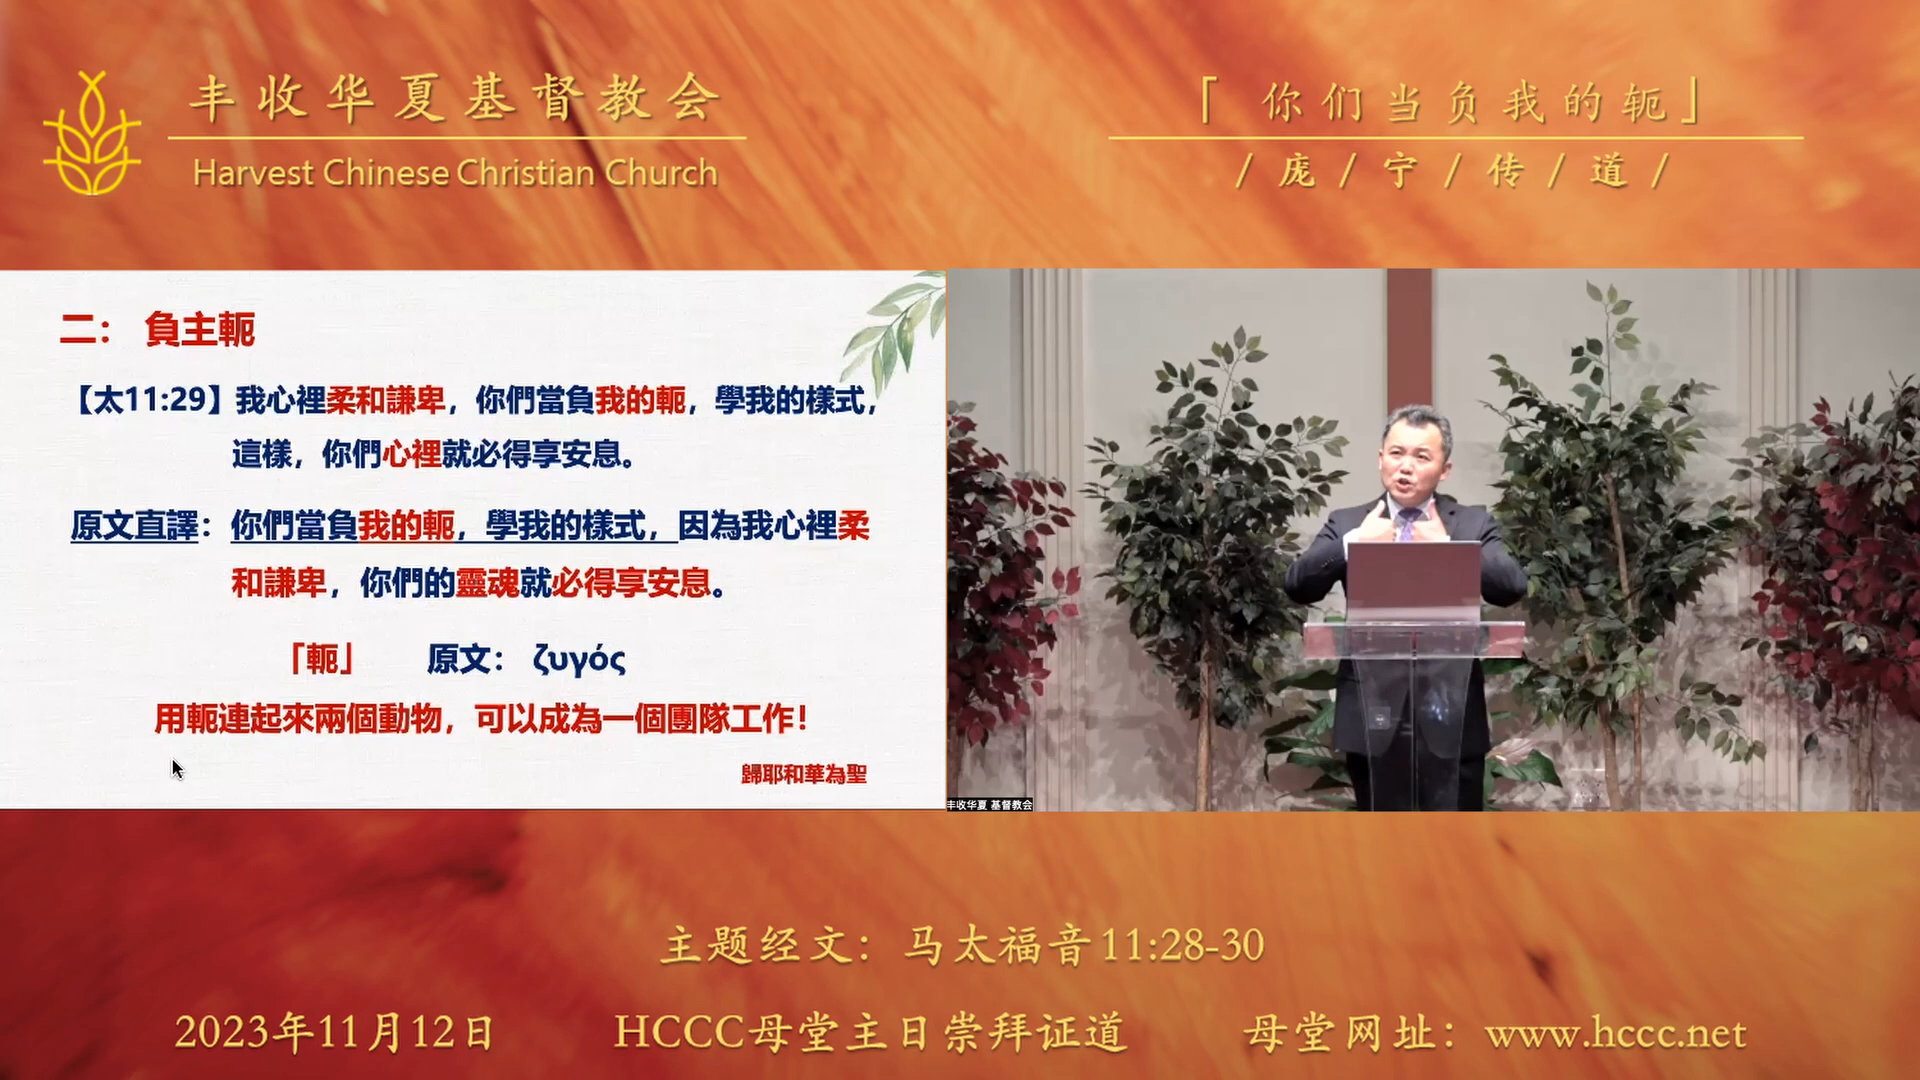 丰收华夏基督教会
Harvest Chinese Christian Church
「 你们当负我的轭」
/ 庞 / 宁 / 传 / 道 /
二： 負主軛
【太11:29】我心裡柔和謙卑，你們當負我的軛，學我的樣式，
這樣，你們心裡就必得享安息。
原文直譯：你們當負我的軛，學我的樣式，因為我心裡柔
和謙卑，你們的靈魂就必得享安息。
「軛」 原文： ζυγός
用軛連起來兩個動物，可以成為一個團隊工作！
歸耶和華為聖
丰收华夏 基督教会
主题经文：马太福音11:28-30
2023年11月12日 HCCC母堂主日崇拜证道 母堂网址：www.hccc.net